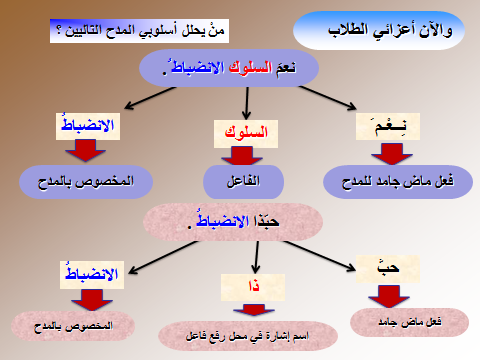 والآن أعزائي الطلاب
منْ يحلل أسلوبي المدح التاليين ؟
نعمَ السلوك الانضباطُ .
نِــعْـمَ
السلوك
الانضباطُ
فعل ماض جامد للمدح
الفاعل
المخصوص بالمدح
حبّذا الانضباطُ .
حبَّ
ذا
الانضباطُ
فعل ماض جامد
اسم إشارة في محل رفع فاعل
المخصوص بالمدح